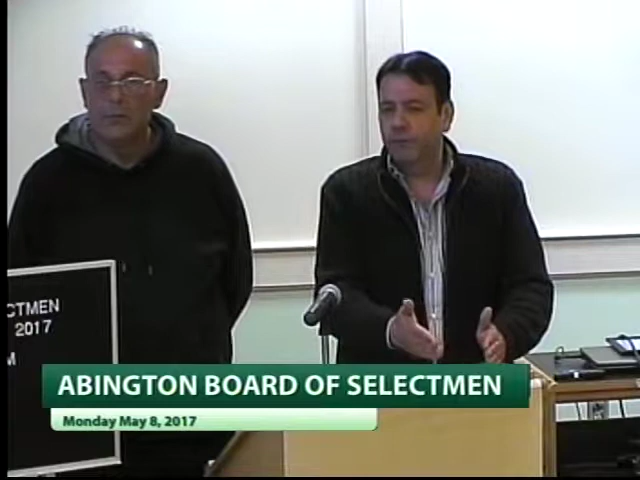 CTMEN
2017
M
ABINGTON BOARD OF SELECTMEN
Monday May 8, 2017